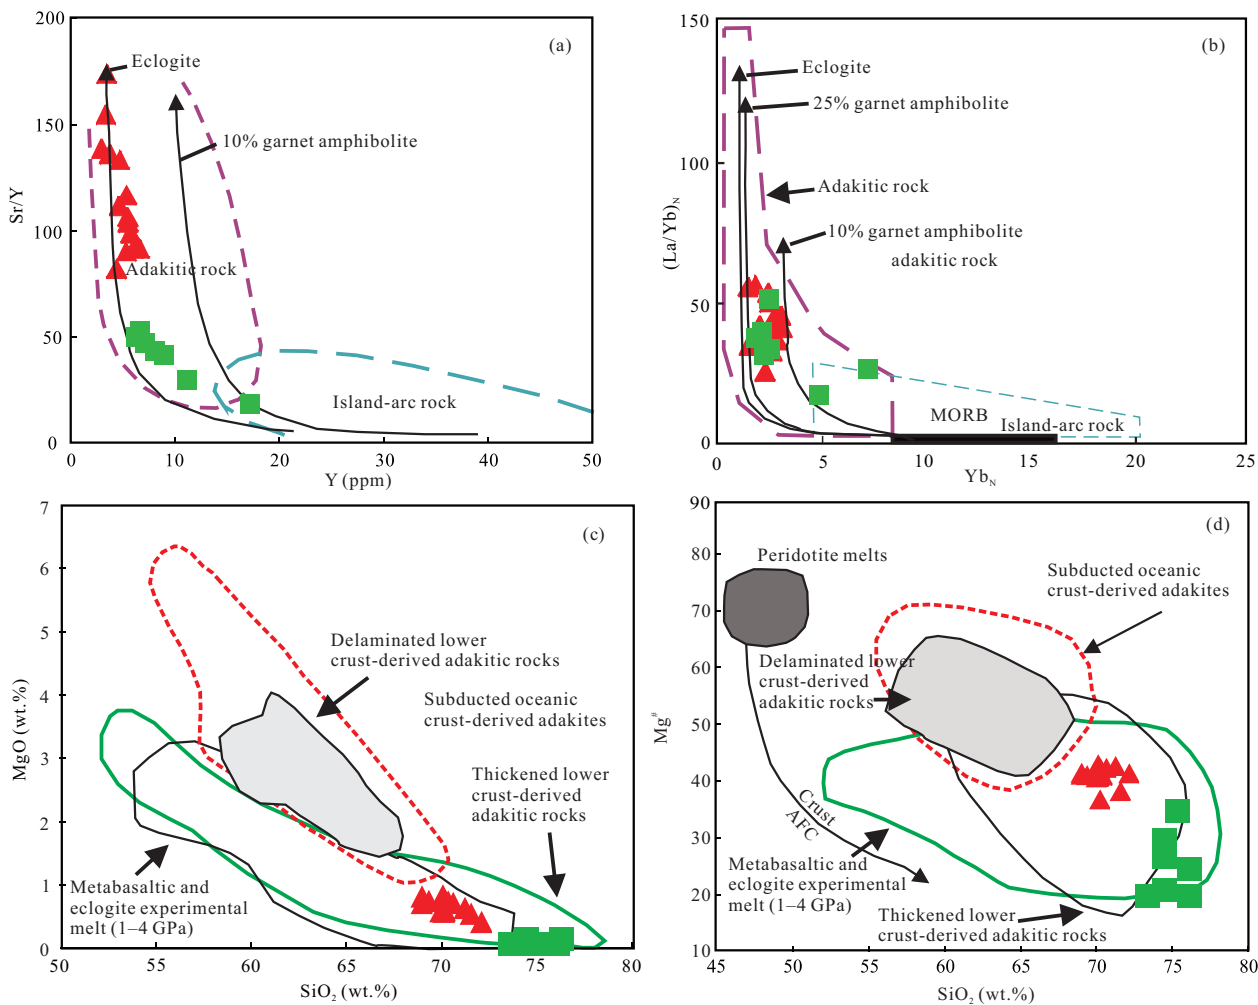 200
150
100
50
0
Sr/Y
(a)
Eclogite
10% garnet amphibolite
Adakitic rock
Island-arc rock
0 10 20 30 40 50
Y (ppm)
150
100
50
0
(La/Yb)N
(b)
Eclogite
25% garnet amphibolite
Adakitic rock
10% garnet amphibolite
adakitic rock
MORB
Island-arc rock
0 5 10 15 20 25
YbN
7
6
5
4
3
2
1
0
MgO (wt.%)
(c)
Delaminated lower
crust-derived adakitic rocks
Subducted oceanic
crust-derived adakites
Thickened lower
crust-derived
adakitic rocks
Metabasaltic and
eclogite experimental
melt (1–4 GPa)
50 55 60 65 70 75 80
SiO2 (wt.%)
90
80
70
60
50
40
30
20
10
Mg#
(d)
Peridotite melts
Subducted oceanic
crust-derived adakites
Delaminated lower
crust-derived
adakitic rocks
Crust
AFC
Metabasaltic and
eclogite experimental
melt (1–4 GPa)
Thickened lower
crust-derived adakitic rocks
45 50 55 60 65 70 75 80
SiO2 (wt.%)